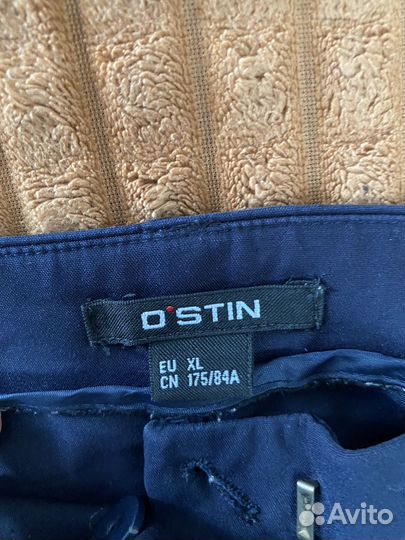 O'STIN
EU XL
CN 175/84A
Avito